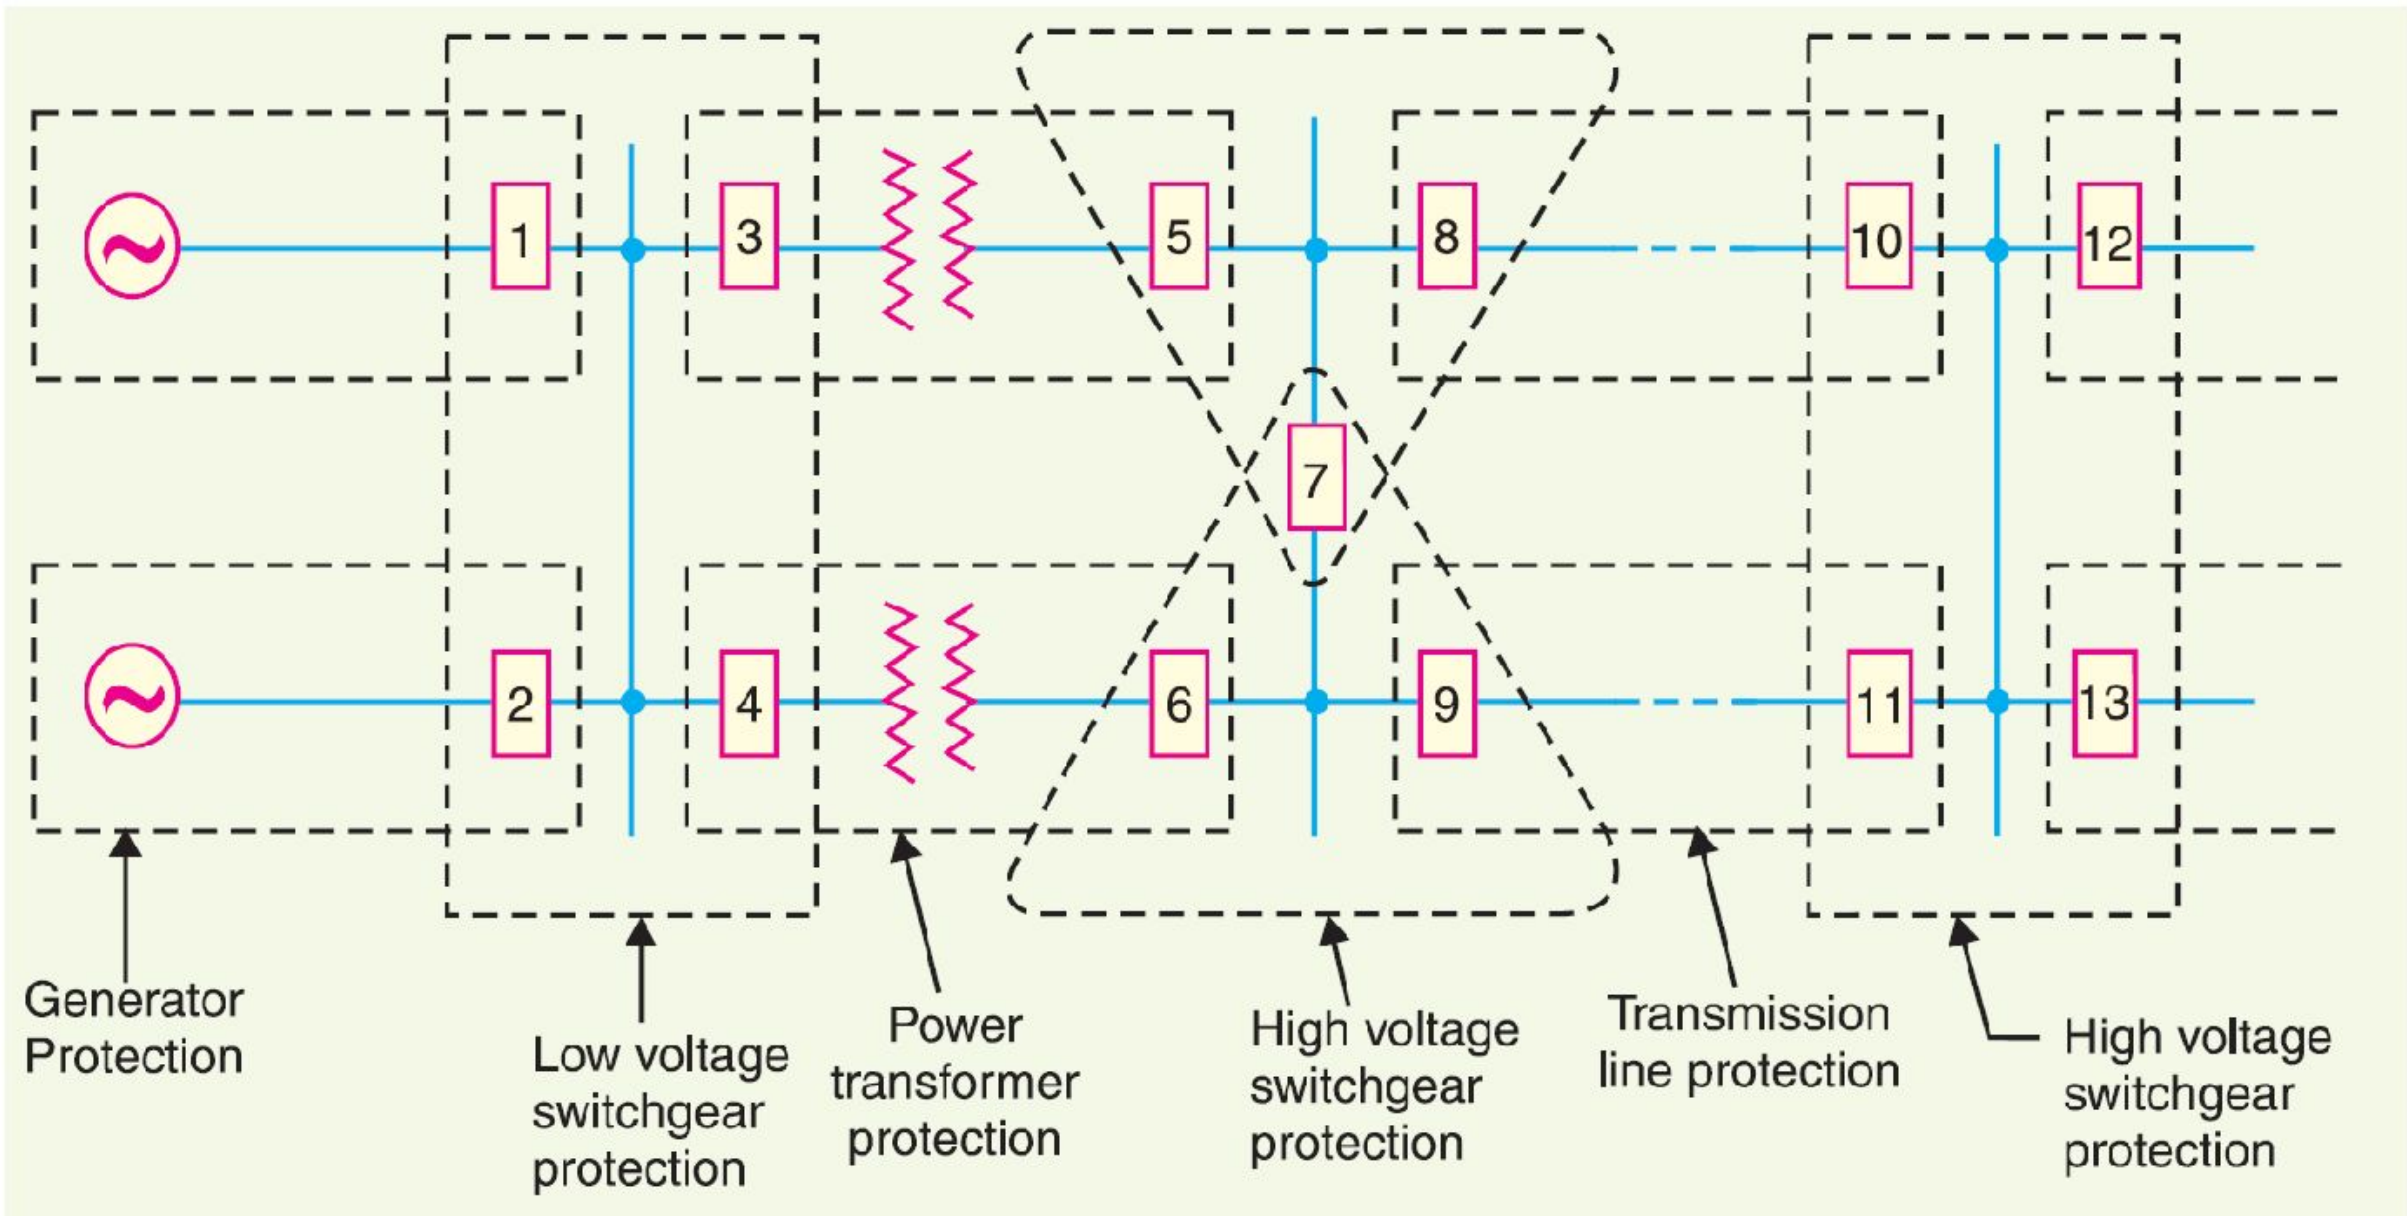 1
3
5
8
10
12
7
2
4
6
9
11
13
Generator
Protection
Low voltage
switchgear
protection
Power
transformer
protection
High voltage
switchgear
protection
Transmission
line protection
High voltage
switchgear
protection